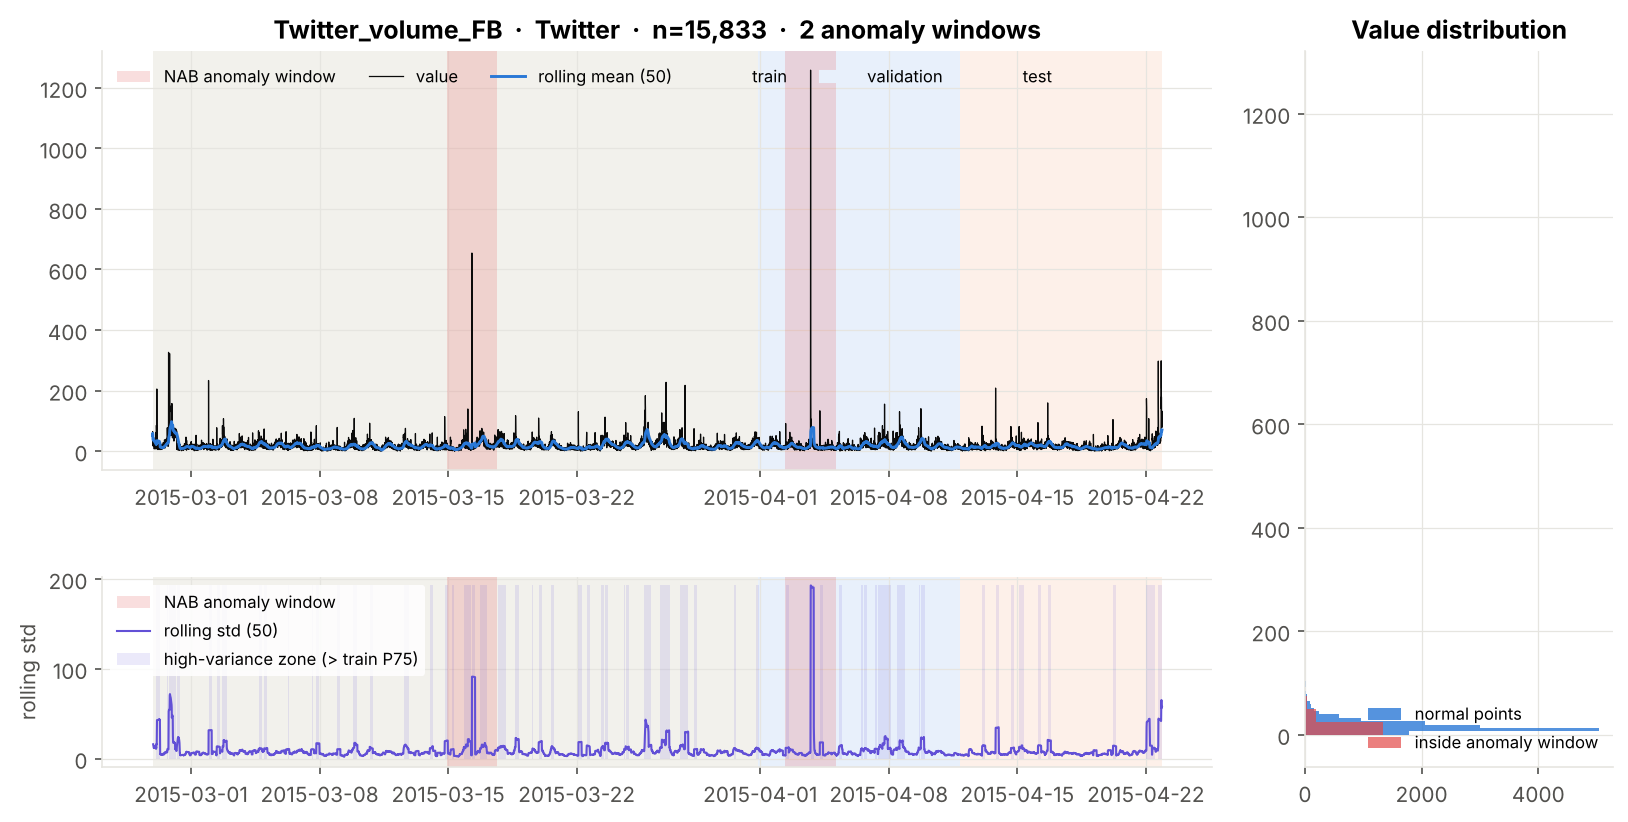 Twitter_volume_FB · Twitter · n=15,833 · 2 anomaly windows
NAB anomaly window value rolling mean (50) train validation test
1200
1000
800
600
400
200
0
2015-03-01 2015-03-08 2015-03-15 2015-03-22 2015-04-01 2015-04-08 2015-04-15 2015-04-22
rolling std
200
100
0
NAB anomaly window
rolling std (50)
high-variance zone (> train P75)
2015-03-01 2015-03-08 2015-03-15 2015-03-22 2015-04-01 2015-04-08 2015-04-15 2015-04-22
Value distribution
1200
1000
800
600
400
200
0
normal points
inside anomaly window
0 2000 4000